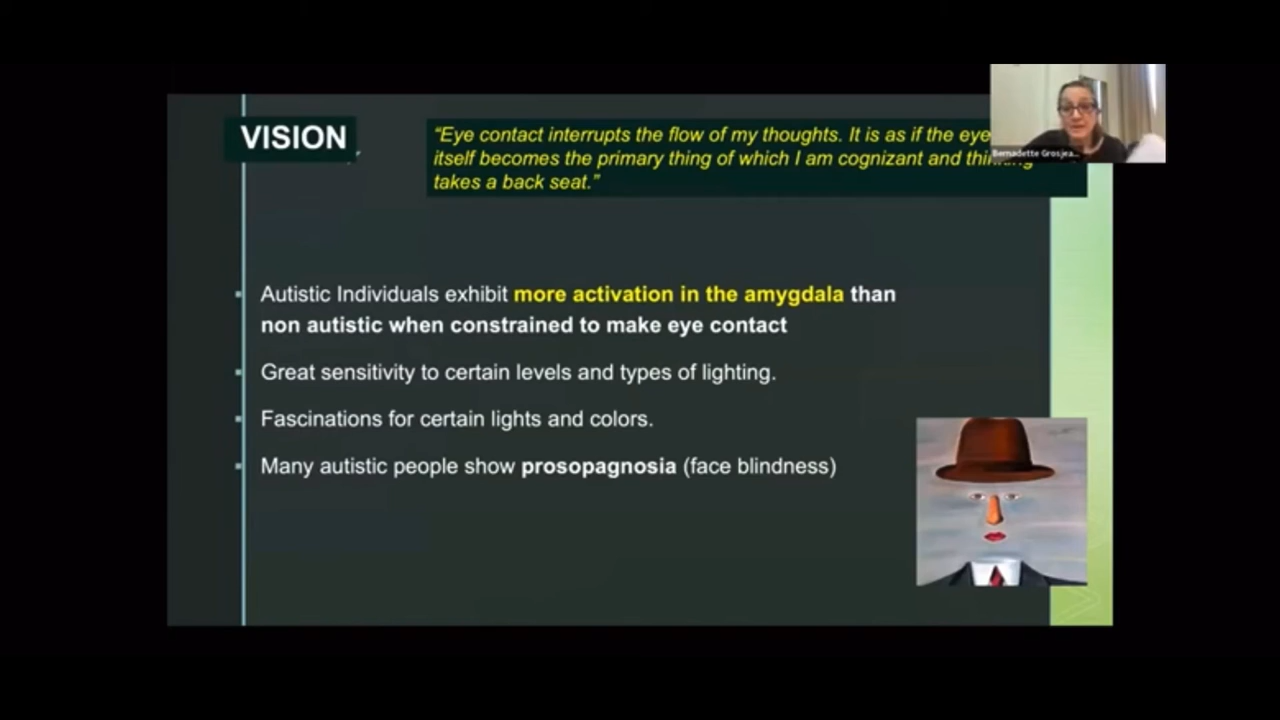 VISION
“Eye contact interrupts the flow of my thoughts. It is as if the eye
itself becomes the primary thing of which I am cognizant and
takes a back seat.”
Bernadette Grosjea...
Autistic Individuals exhibit more activation in the amygdala than
non autistic when constrained to make eye contact
Great sensitivity to certain levels and types of lighting.
Fascinations for certain lights and colors.
Many autistic people show prosopagnosia (face blindness)